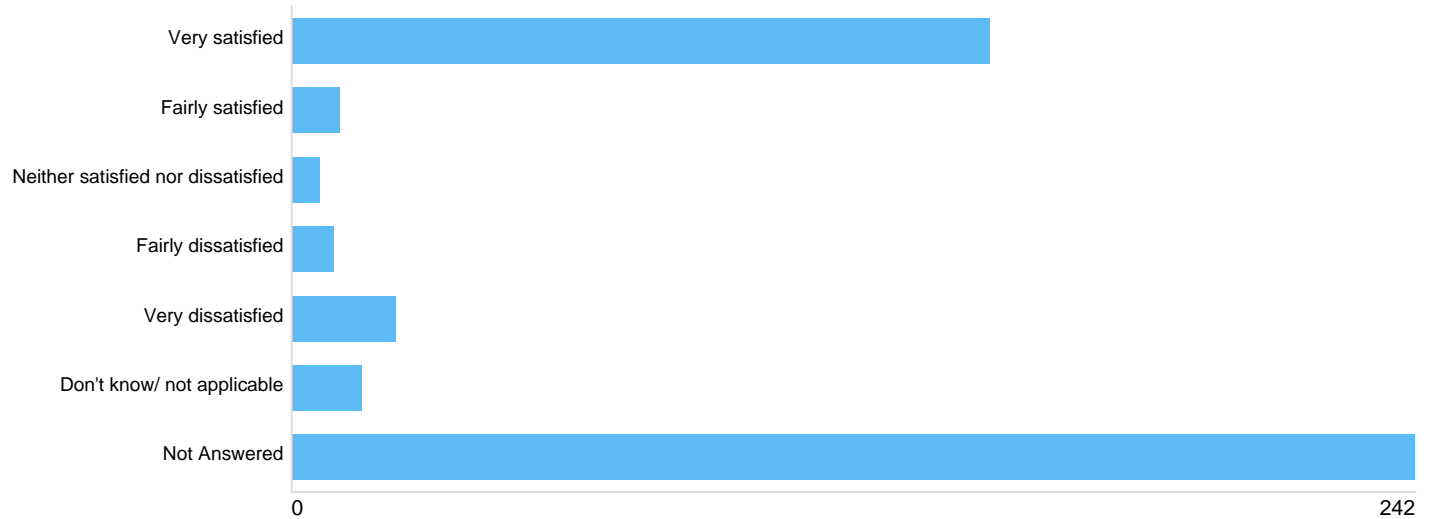 Very satisfied
Fairly satisfied
Neither satisfied nor dissatisfied
Fairly dissatisfied
Very dissatisfied
Don't know/ not applicable
Not Answered
0
242